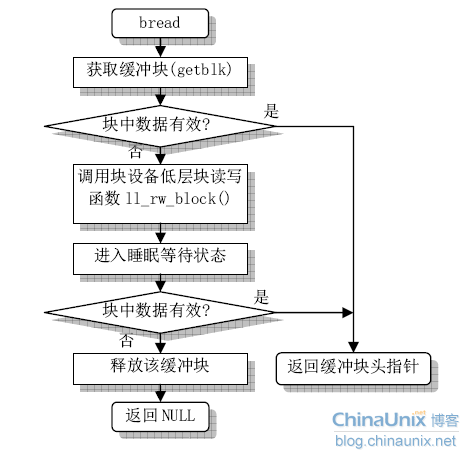 bread
获取缓冲块(getblk)
块中数据有效?
是
否
调用块设备低层块读写
函数 ll_rw_block()
进入睡眠等待状态
块中数据有效?
是
否
释放该缓冲块
返回缓冲块头指针
返回 NULL
ChinaUnix.net 博客
blog.chinaunix.net